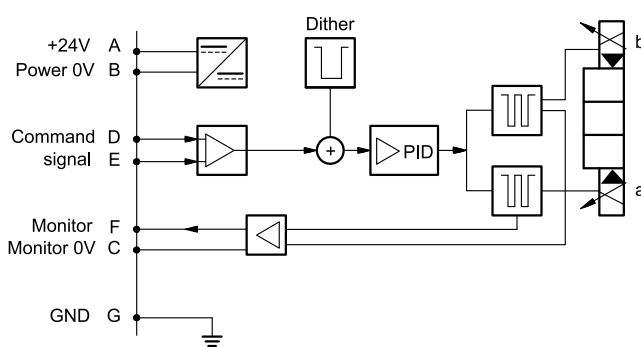 Dither
+24V A
Power 0V B
b
Command D
signal E
PID
a
Monitor F
Monitor 0V C
GND G